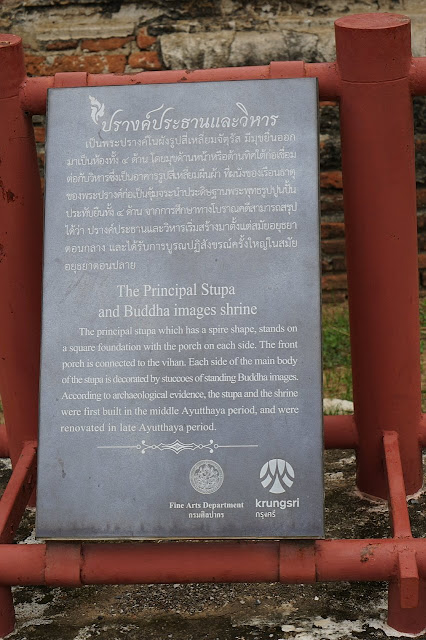 ปรางค์ประธานและวิหาร
เป็นพระปรางค์ในผังรูปสี่เหลี่ยมจัตุรัส มีมุขยื่นออก
มาเป็นห้องทั้ง ๔ ด้าน โดยมุขด้านหน้าหรือด้านทิศใต้ก่อเชื่อม
ต่อกับวิหารซึ่งเป็นอาคารรูปสี่เหลี่ยมผืนผ้า ที่ผนังของเรือนธาตุ
ของพระปรางค์ก่อเป็นซุ้มจระนำประดิษฐานพระพุทธรูปปูนปั้น
ประทับยืนทั้ง ๔ ด้าน จากการศึกษาทางโบราณคดีสามารถสรุป
ได้ว่า ปรางค์ประธานและวิหารเริ่มสร้างมาตั้งแต่สมัยอยุธยา
ตอนกลาง และได้รับการบูรณปฏิสังขรณ์ครั้งใหญ่ในสมัย
อยุธยาตอนปลาย
The Principal Stupa
and Buddha images shrine
The principal stupa which has a spire shape, stands on
a square foundation with the porch on each side. The front
porch is connected to the vihan. Each side of the main body
of the stupa is decorated by stuccoes of standing Buddha images.
According to archaeological evidence, the stupa and the shrine
were first built in the middle Ayutthaya period, and were
renovated in late Ayutthaya period.
Fine Arts Department
กรมศิลปากร
krungsri
กรุงศรี